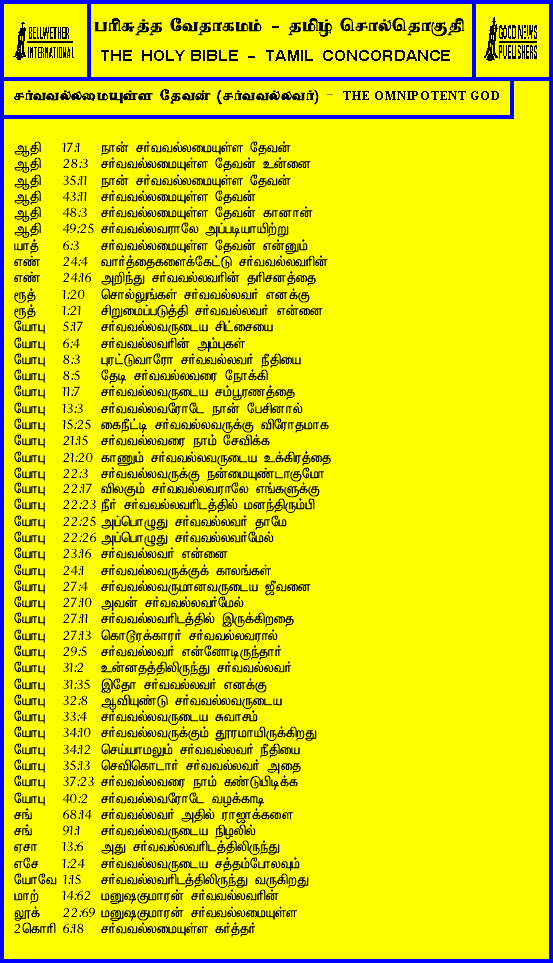 BELLWETHER
INTERNATIONAL
பரிசுத்த வேதாகமம் - தமிழ் சொல்தொகுதி
THE HOLY BIBLE - TAMIL CONCORDANCE
GOOD NEWS
PUBLISHERS
சர்வவல்லமையுள்ள தேவன் (சர்வவல்லவர்) - THE OMNIPOTENT GOD
ஆதி 17:1 நான் சர்வவல்லமையுள்ள தேவன்
ஆதி 28:3 சர்வவல்லமையுள்ள தேவன் உன்னை
ஆதி 35:11 நான் சர்வவல்லமையுள்ள தேவன்
ஆதி 43:11 சர்வவல்லமையுள்ள தேவன்
ஆதி 48:3 சர்வவல்லமையுள்ள தேவன் கானான்
ஆதி 49:25 சர்வவல்லவராலே அப்படியாயிற்று
யாத் 6:3 சர்வவல்லமையுள்ள தேவன் என்னும்
எண் 24:4 வார்த்தைகளைக்கேட்டு சர்வவல்லவரின்
எண் 24:16 அறிந்து சர்வவல்லவரின் தரிசனத்தை
ரூத் 1:20 சொல்லுங்கள் சர்வவல்லவர் எனக்கு
ரூத் 1:21 சிறுமைப்படுத்தி சர்வவல்லவர் என்னை
யோபு 5:17 சர்வவல்லவருடைய சிட்சையை
யோபு 6:4 சர்வவல்லவரின் அம்புகள்
யோபு 8:3 புரட்டுவாரோ சர்வவல்லவர் நீதியை
யோபு 8:5 தேடி சர்வவல்லவரை நோக்கி
யோபு 11:7 சர்வவல்லவருடைய சம்பூரணத்தை
யோபு 13:3 சர்வவல்லவரோடே நான் பேசினால்
யோபு 15:25 கைநீட்டி சர்வவல்லவருக்கு விரோதமாக
யோபு 21:15 சர்வவல்லவரை நாம் சேவிக்க
யோபு 21:20 காணும் சர்வவல்லவருடைய உக்கிரத்தை
யோபு 22:3 சர்வவல்லவருக்கு நன்மையுண்டாகுமோ
யோபு 22:17 விலகும் சர்வவல்லவராலே எங்களுக்கு
யோபு 22:23 நீர் சர்வவல்லவரிடத்தில் மனந்திரும்பி
யோபு 22:25 அப்பொழுது சர்வவல்லவர் தாமே
யோபு 22:26 அப்பொழுது சர்வவல்லவர்மேல்
யோபு 23:16 சர்வவல்லவர் என்னை
யோபு 24:1 சர்வவல்லவருக்குக் காலங்கள்
யோபு 27:4 சர்வவல்லவருமானவருடைய ஜீவனை
யோபு 27:10 அவன் சர்வவல்லவர்மேல்
யோபு 27:11 சர்வவல்லவரிடத்தில் இருக்கிறதை
யோபு 27:13 கொடூரக்காரர் சர்வவல்லவரால்
யோபு 29:5 சர்வவல்லவர் என்னோடிருந்தார்
யோபு 31:2 உன்னதத்திலிருந்து சர்வவல்லவர்
யோபு 31:35 இதோ சர்வவல்லவர் எனக்கு
யோபு 32:8 ஆவியுண்டு சர்வவல்லவருடைய
யோபு 33:4 சர்வவல்லவருடைய சுவாசம்
யோபு 34:10 சர்வவல்லவருக்கும் தூரமாயிருக்கிறது
யோபு 34:12 செய்யாமலும் சர்வவல்லவர் நீதியை
யோபு 35:13 செவிகொடார் சர்வவல்லவர் அதை
யோபு 37:23 சர்வவல்லவரை நாம் கண்டுபிடிக்க
யோபு 40:2 சர்வவல்லவரோடே வழக்காடி
சங் 68:14 சர்வவல்லவர் அதில் ராஜாக்களை
சங் 91:1 சர்வவல்லவருடைய நிழலில்
ஏசா 13:6 அது சர்வவல்லவரிடத்திலிருந்து
எசே 1:24 சர்வவல்லவருடைய சத்தம்போலவும்
யோவே 1:15 சர்வவல்லவரிடத்திலிருந்து வருகிறது
மாற் 14:62 மனுஷகுமாரன் சர்வவல்லவரின்
லூக் 22:69 மனுஷகுமாரன் சர்வவல்லமையுள்ள
2கொரி 6:18 சர்வவல்லமையுள்ள கர்த்தர்